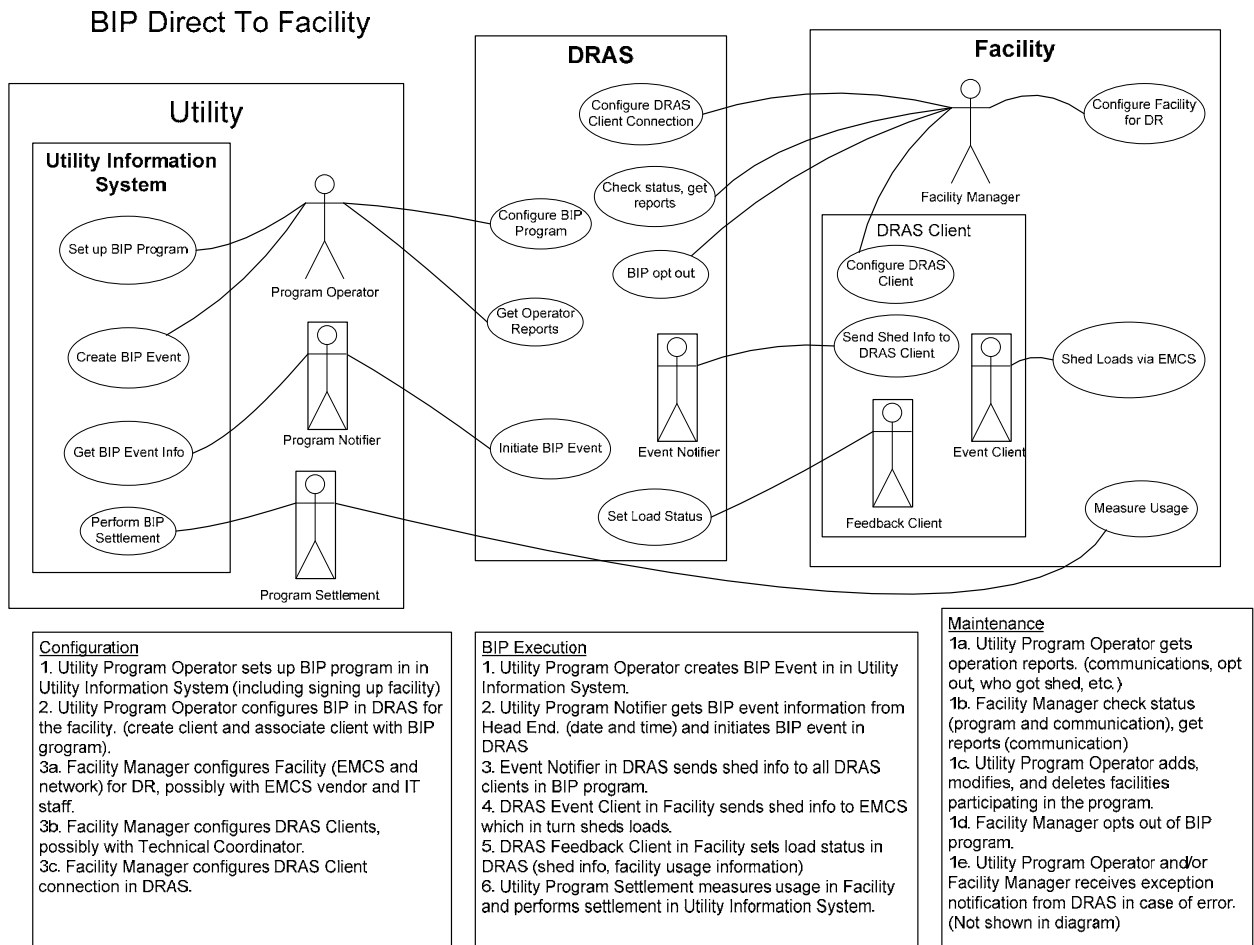 BIP Direct To Facility
Utility
Utility Information
System
Set up BIP Program
Create BIP Event
Get BIP Event Info
Perform BIP
Settlement
Program Operator
Program Notifier
Program Settlement
DRAS
Configure DRAS
Client Connection
Check status, get
reports
Configure BIP
Program
BIP opt out
Get Operator
Reports
Initiate BIP Event
Event Notifier
Set Load Status
Facility
Facility Manager
Configure Facility
for DR
DRAS Client
Configure DRAS
Client
Send Shed Info to
DRAS Client
Shed Loads via EMCS
Event Client
Feedback Client
Measure Usage
Configuration
1. Utility Program Operator sets up BIP program in in
Utility Information System (including signing up facility)
2. Utility Program Operator configures BIP in DRAS for
the facility. (create client and associate client with BIP
grogram).
3a. Facility Manager configures Facility (EMCS and
network) for DR, possibly with EMCS vendor and IT
staff.
3b. Facility Manager configures DRAS Clients,
possibly with Technical Coordinator.
3c. Facility Manager configures DRAS Client
connection in DRAS.
BIP Execution
1. Utility Program Operator creates BIP Event in in Utility
Information System.
2. Utility Program Notifier gets BIP event information from
Head End. (date and time) and initiates BIP event in
DRAS
3. Event Notifier in DRAS sends shed info to all DRAS
clients in BIP program.
4. DRAS Event Client in Facility sends shed info to EMCS
which in turn sheds loads.
5. DRAS Feedback Client in Facility sets load status in
DRAS (shed info, facility usage information)
6. Utility Program Settlement measures usage in Facility
and performs settlement in Utility Information System.
Maintenance
1a. Utility Program Operator gets
operation reports. (communications, opt
out, who got shed, etc.)
1b. Facility Manager check status
(program and communication), get
reports (communication)
1c. Utility Program Operator adds,
modifies, and deletes facilities
participating in the program.
1d. Facility Manager opts out of BIP
program.
1e. Utility Program Operator and/or
Facility Manager receives exception
notification from DRAS in case of error.
(Not shown in diagram)